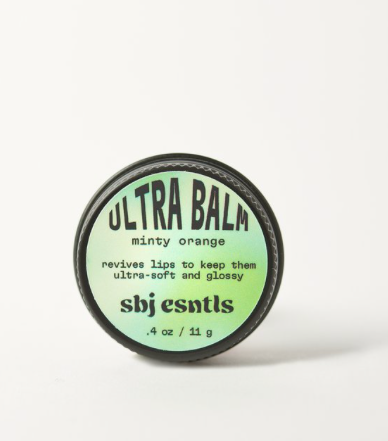 ULTRA BALM
minty orange
revives lips to keep them
ultra-soft and glossy
sbj esntls
.4 oz / 11 g